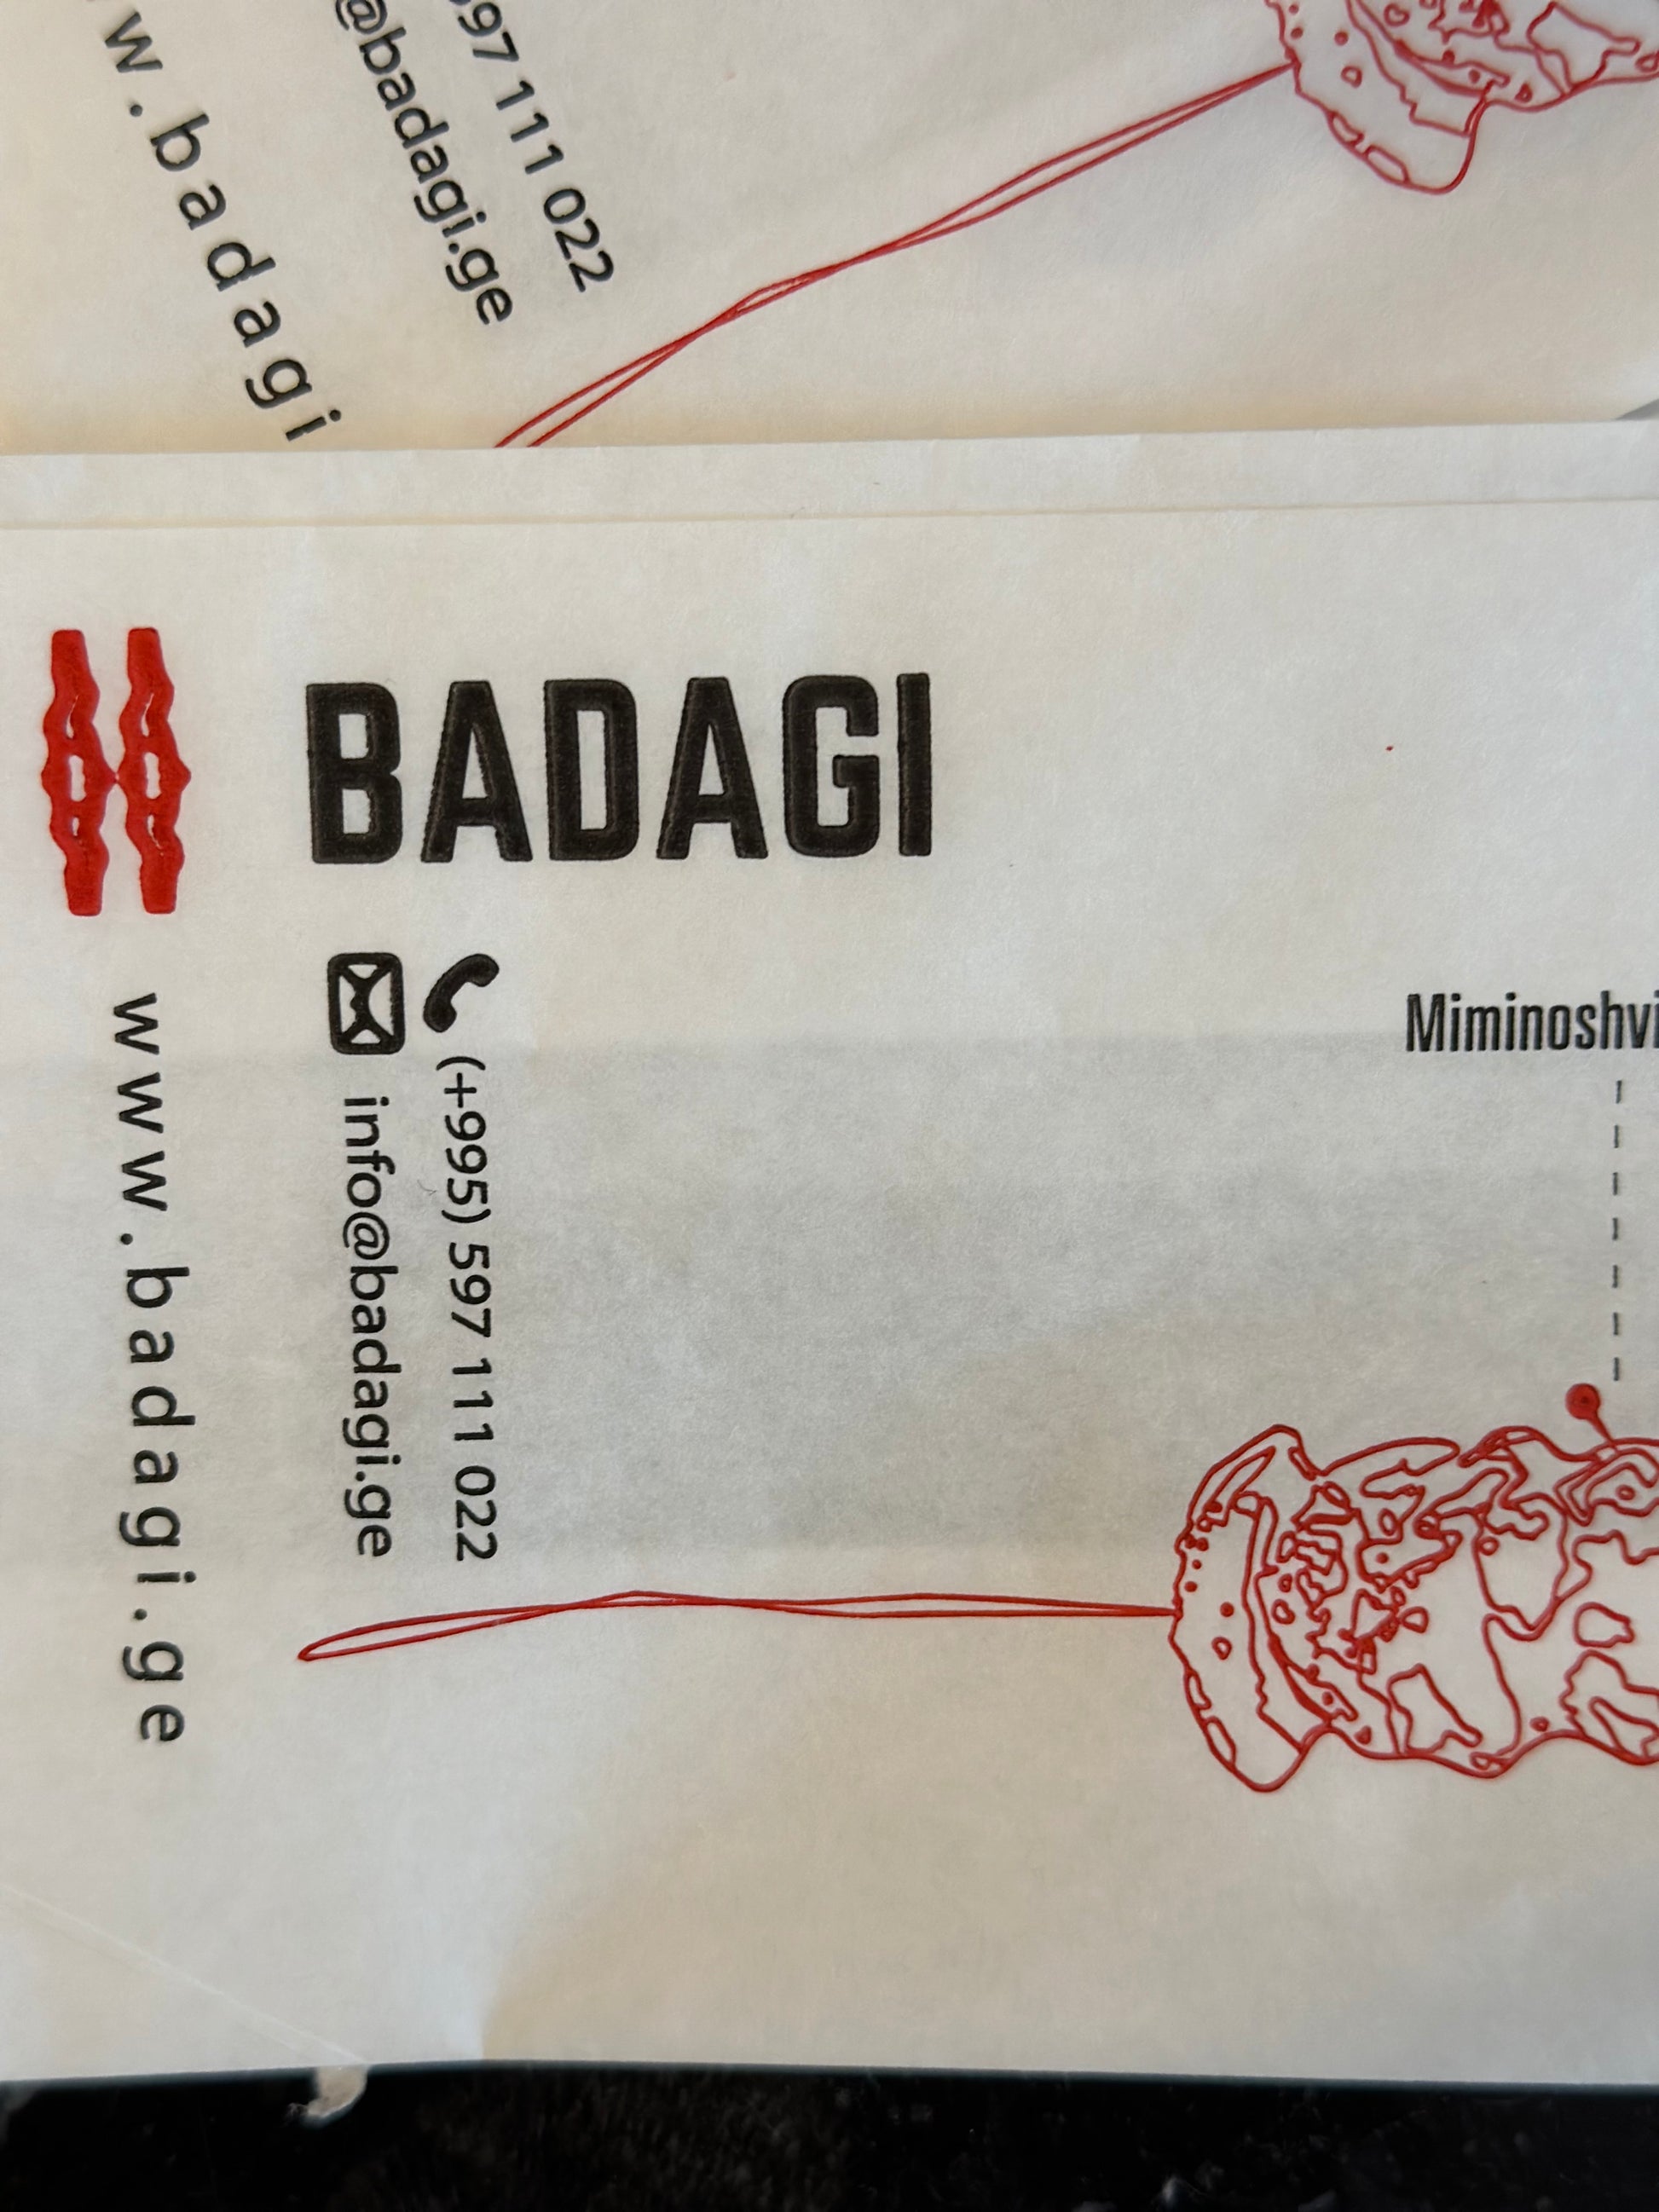 w.badagi
@badagi.ge
597 111 022
BADAGI
(+995) 597 111 022
info@badagi.ge
www.badagi.ge
Miminoshvi